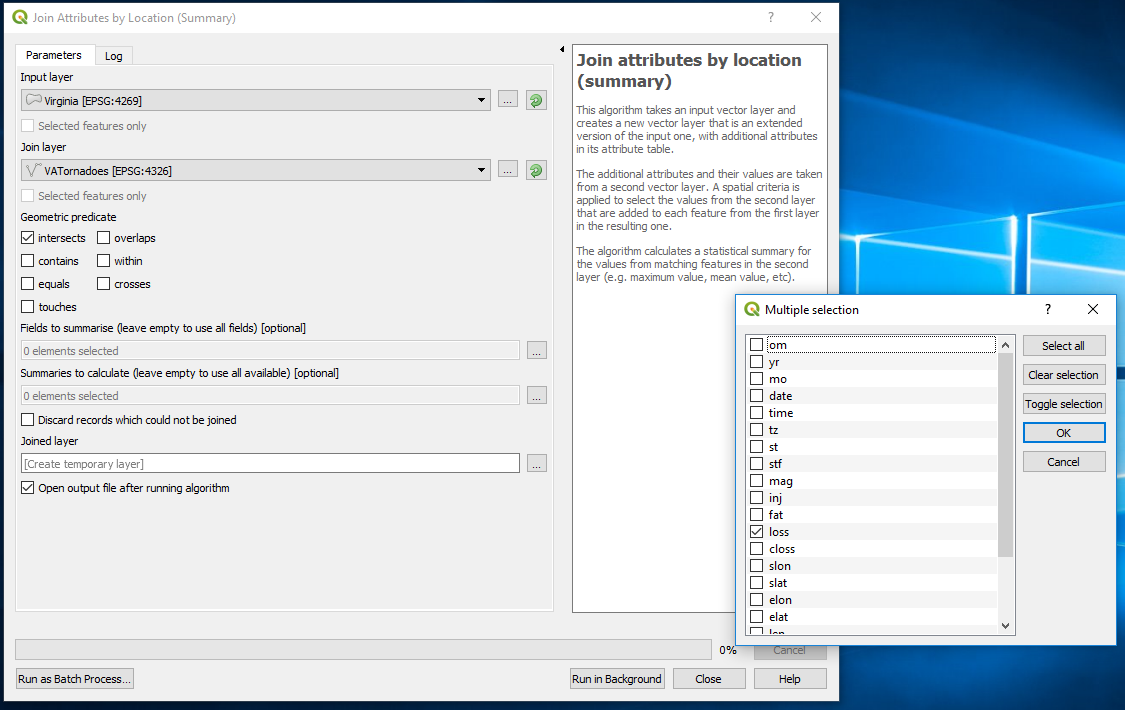 Join Attributes by Location (Summary)
?
Parameters
Log
Input layer
Virginia [EPSG:4269]
...
Selected features only
Join layer
VATornadoes [EPSG:4326]
...
Selected features only
Geometric predicate
intersects
overlaps
contains
within
equals
crosses
touches
Fields to summarise (leave empty to use all fields) [optional]
0 elements selected
...
Summaries to calculate (leave empty to use all available) [optional]
0 elements selected
...
Discard records which could not be joined
Joined layer
[Create temporary layer]
...
Open output file after running algorithm
0%
Cancel
Run as Batch Process...
Run in Background
Close
Help
Join attributes by location
(summary)
This algorithm takes an input vector layer and
creates a new vector layer that is an extended
version of the input one, with additional attributes
in its attribute table.
The additional attributes and their values are taken
from a second vector layer. A spatial criteria is
applied to select the values from the second layer
that are added to each feature from the first layer
in the resulting one.
The algorithm calculates a statistical summary for
the values from matching features in the second
layer (e.g. maximum value, mean value, etc).
Multiple selection
?
om
yr
mo
date
time
tz
st
stf
mag
inj
fat
loss
closs
slon
slat
elon
elat
len
Select all
Clear selection
Toggle selection
OK
Cancel